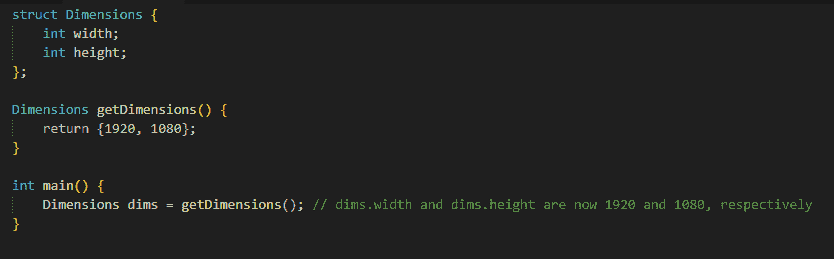 struct Dimensions {
    int width;
    int height;
};

Dimensions getDimensions() {
    return {1920, 1080};
}

int main() {
    Dimensions dims = getDimensions(); // dims.width and dims.height are now 1920 and 1080, respectively
}